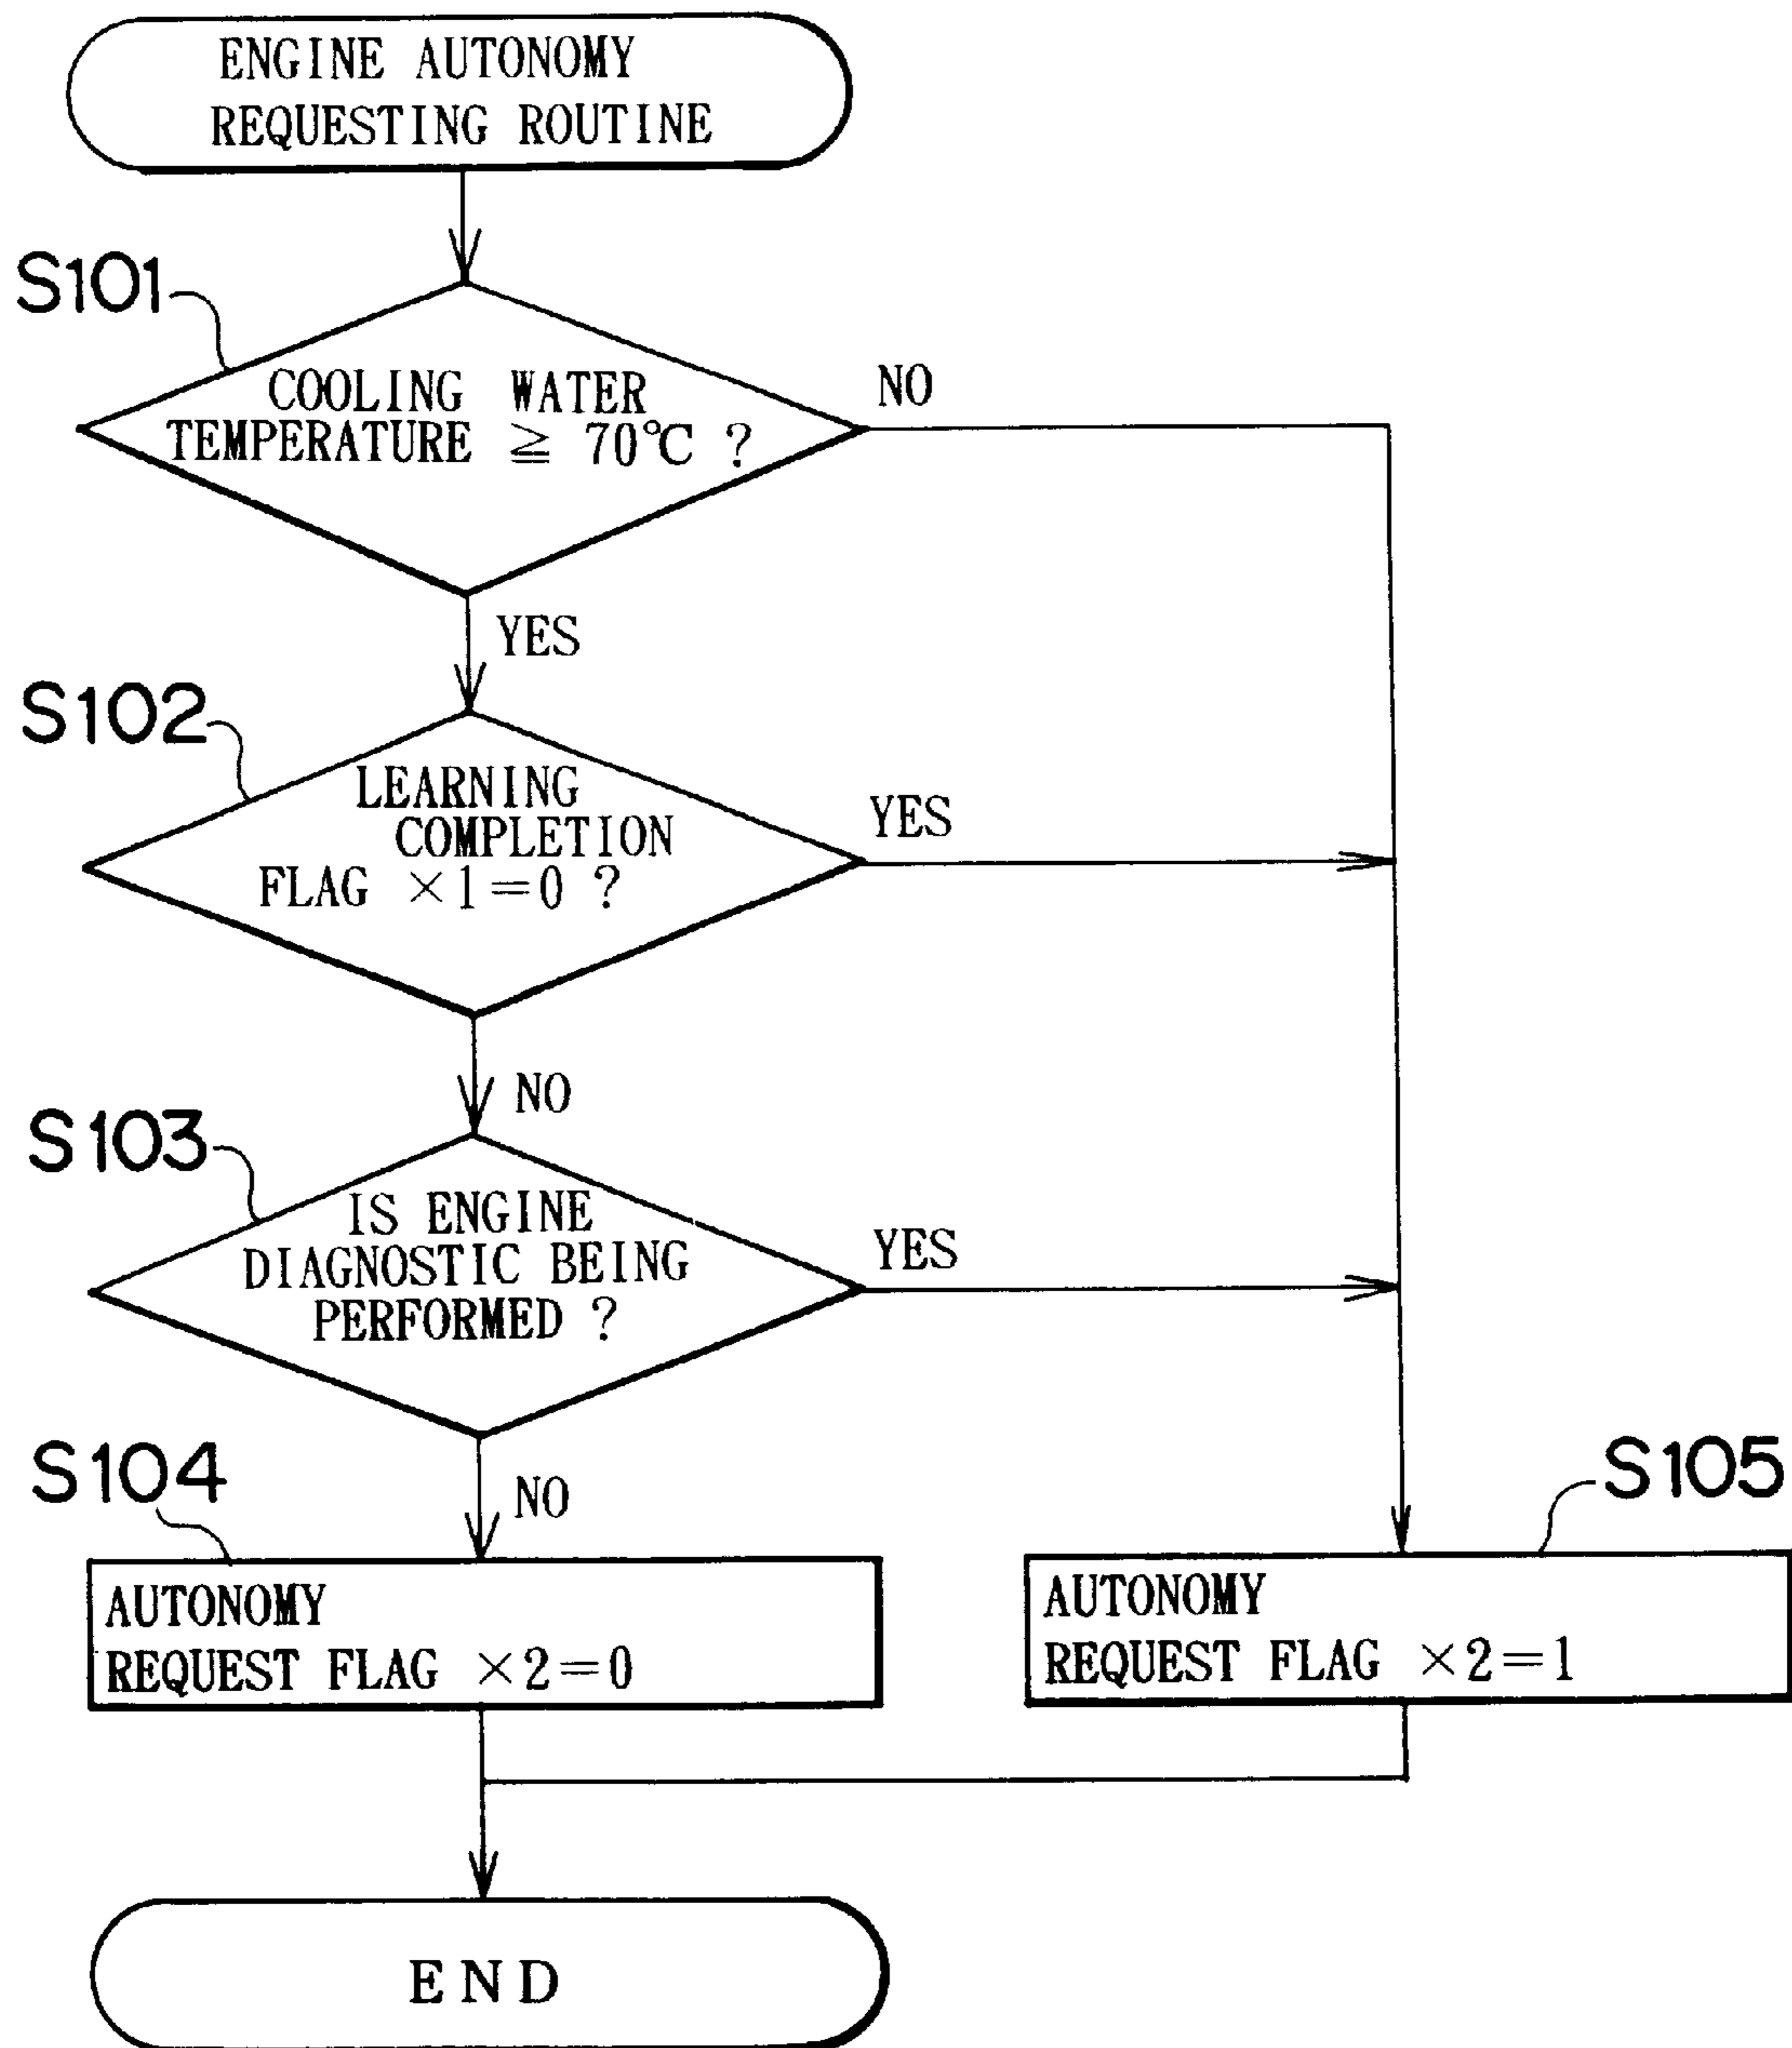 ENGINE AUTONOMY
REQUESTING ROUTINE
S101
COOLING WATER
TEMPERATURE ≧ 70℃ ?
NO
YES
S102
LEARNING
COMPLETION
FLAG ×1=0 ?
YES
NO
S103
IS ENGINE
DIAGNOSTIC BEING
PERFORMED ?
YES
NO
S104
AUTONOMY
REQUEST FLAG ×2=0
S105
AUTONOMY
REQUEST FLAG ×2=1
END